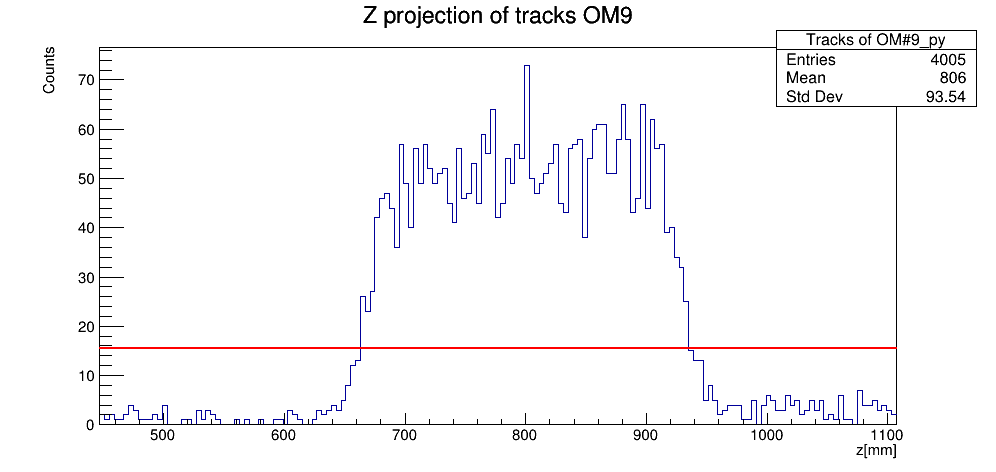 Z projection of tracks OM9
Tracks of OM#9_py
Entries 4005
Mean 806
Std Dev 93.54
Counts
70
60
50
40
30
20
10
0
500 600 700 800 900 1000 1100
z[mm]